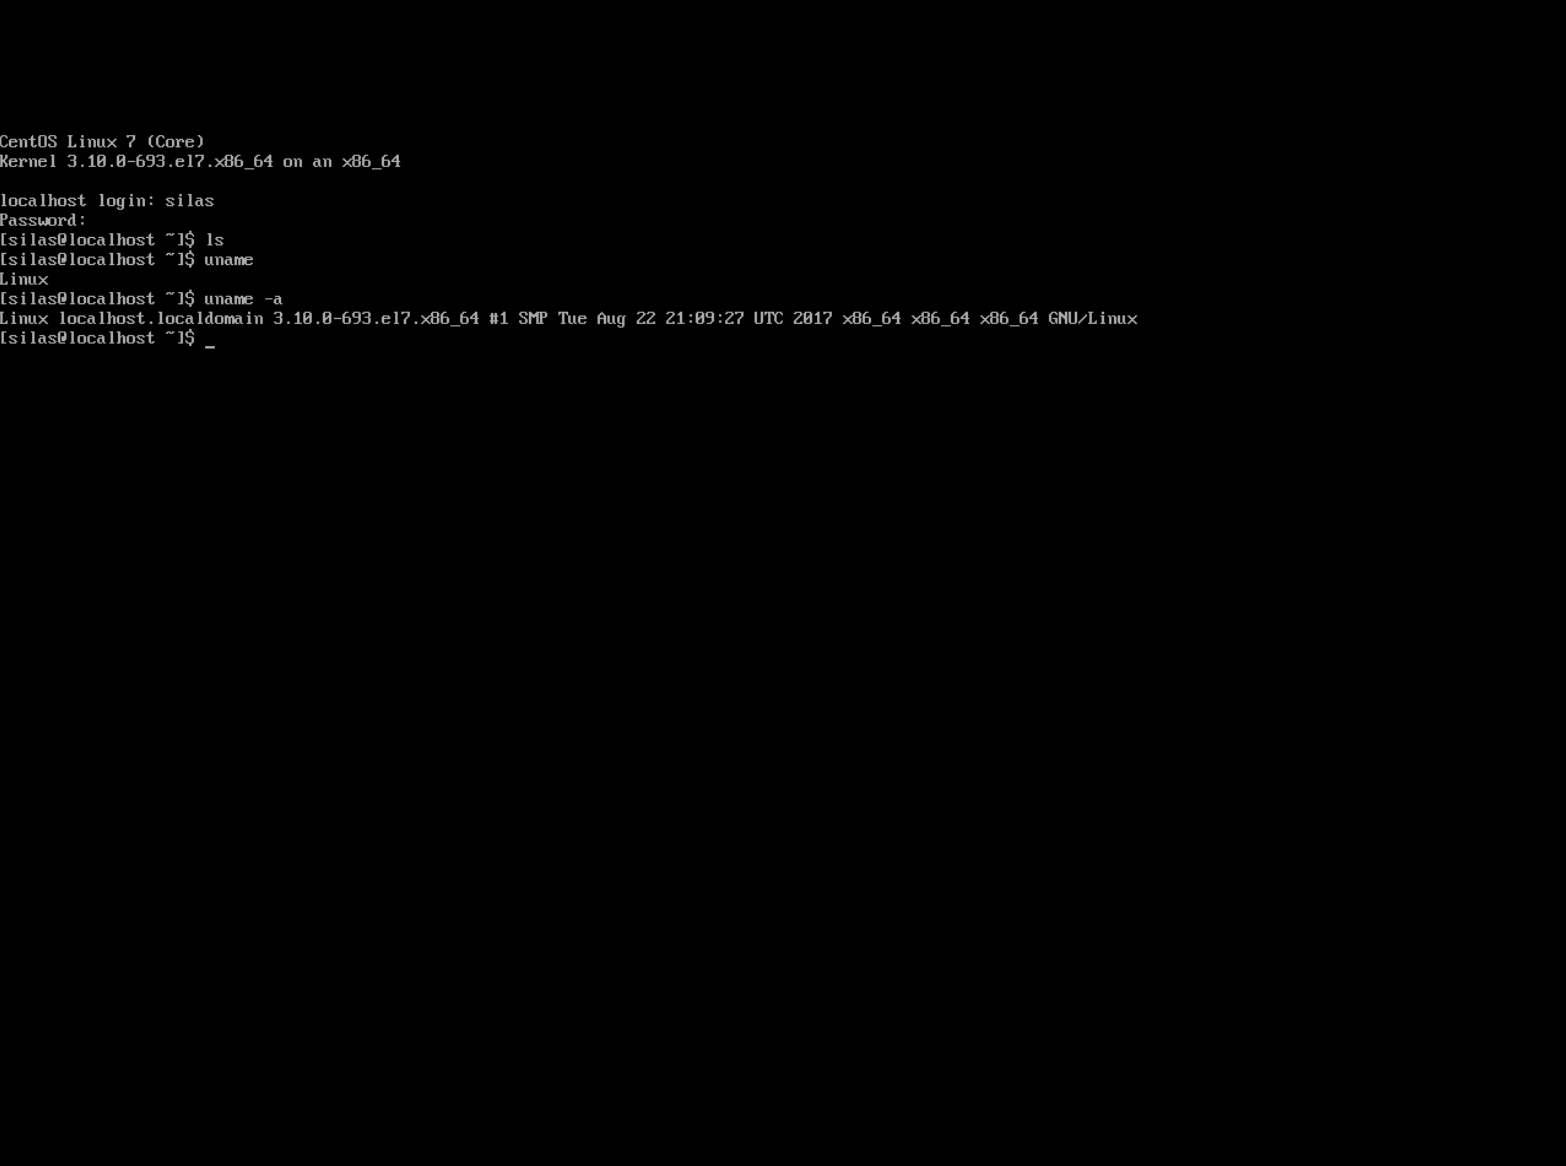 CentOS Linux 7 (Core)
Kernel 3.10.0-693.el7.x86_64 on an x86_64
localhost login: silas
Password:
[silas@localhost ~]$ ls
[silas@localhost ~]$ uname
Linux
[silas@localhost ~]$ uname -a
Linux localhost.localdomain 3.10.0-693.el7.x86_64 #1 SMP Tue Aug 22 21:09:27 UTC 2017 x86_64 x86_64 x86_64 GNU/Linux
[silas@localhost ~]$ _